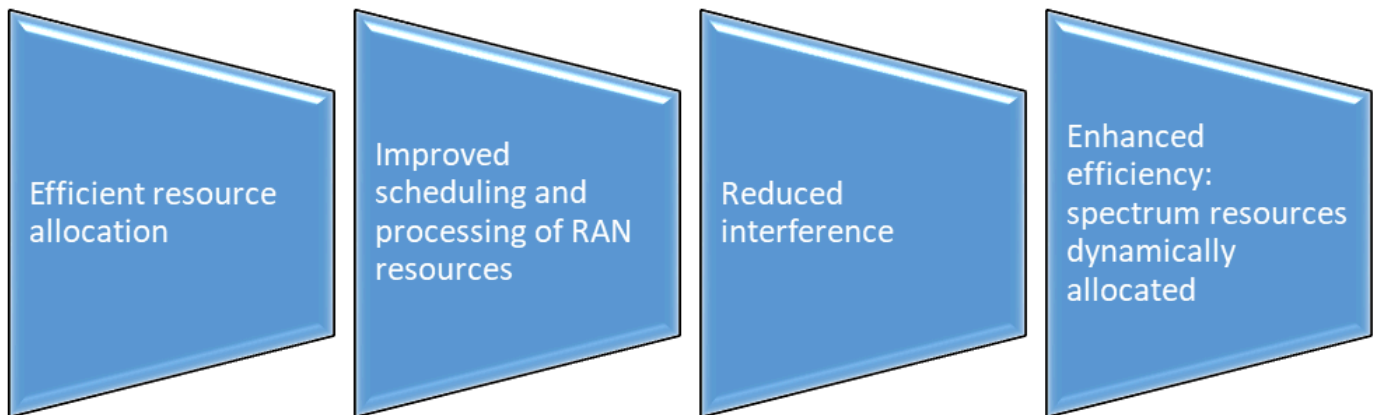 Efficient resource
allocation
Improved
scheduling and
processing of RAN
resources
Reduced
interference
Enhanced
efficiency:
spectrum resources
dynamically
allocated